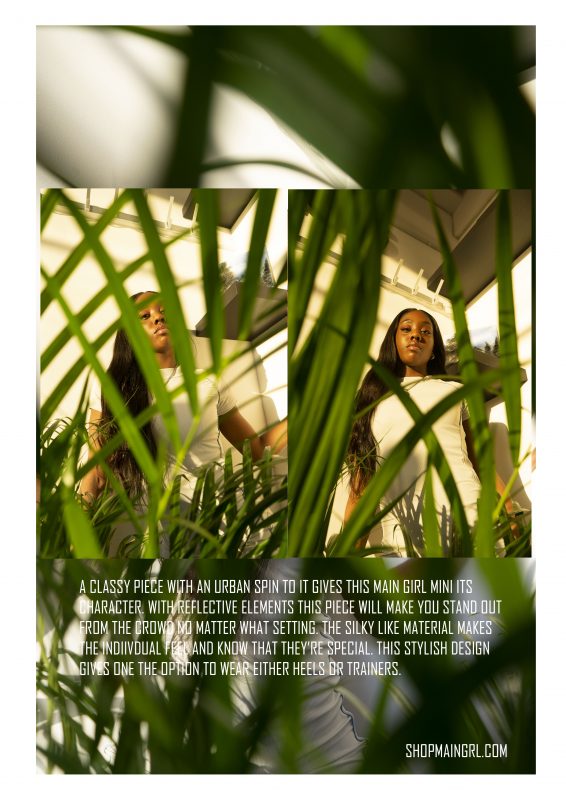 A CLASSY PIECE WITH AN URBAN SPIN TO IT GIVES THIS MAIN GIRL MINI ITS
CHARACTER. WITH REFLECTIVE ELEMENTS THIS PIECE WILL MAKE YOU STAND OUT
FROM THE CROWD NO MATTER WHAT SETTING. THE SILKY LIKE MATERIAL MAKES
THE INDIIVDUAL FEEL AND KNOW THAT THEY'RE SPECIAL. THIS STYLISH DESIGN
GIVES ONE THE OPTION TO WEAR EITHER HEELS OR TRAINERS.
SHOPMAINGRL.COM